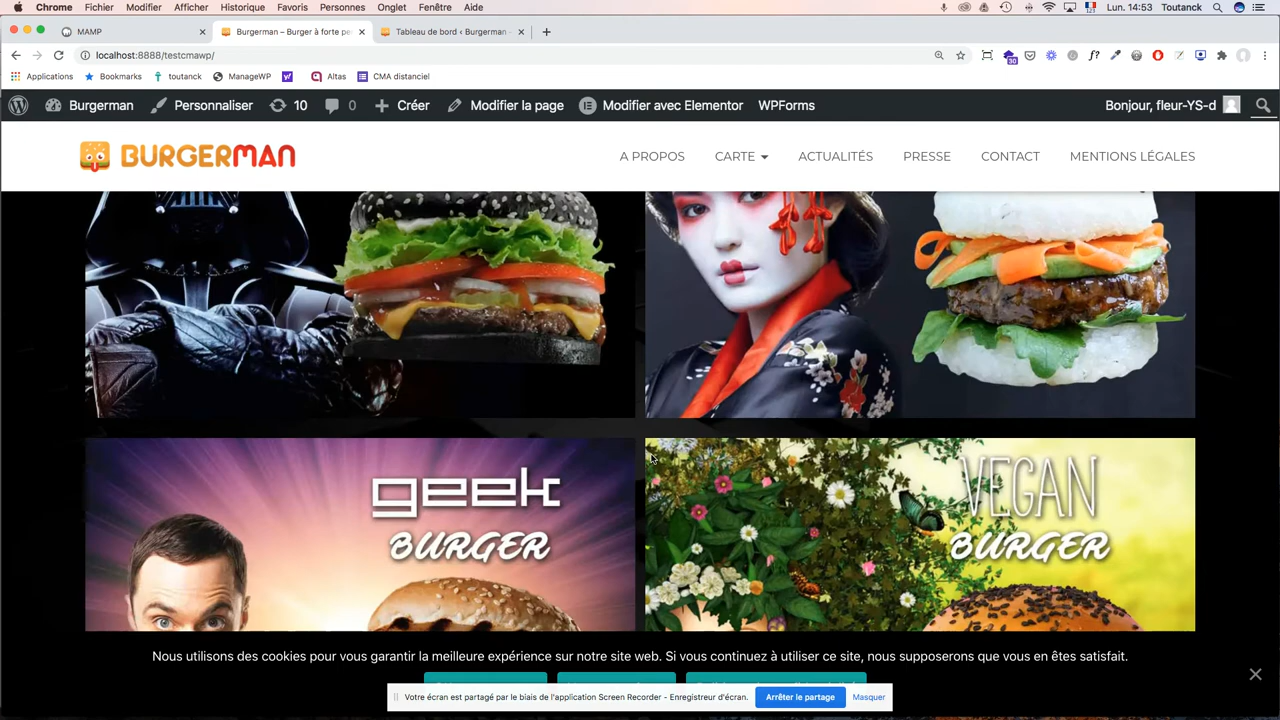 Chrome Fichier Modifier Afficher Historique Favoris Personnes Onglet Fenêtre Aide Lun. 14:53 Toutanck
MAMP Burgerman – Burger à forte pe Tableau de bord ‹ Burgerman
localhost:8888/testcmawp/ 30
Applications Bookmarks toutanck ManageWP Altas CMA distanciel
Burgerman Personnaliser 10 0 Créer Modifier la page Modifier avec Elementor WPForms Bonjour, fleur-YS-d
BURGERMAN A PROPOS CARTE ACTUALITÉS PRESSE CONTACT MENTIONS LÉGALES
geek
BURGER
VEGAN
BURGER
Nous utilisons des cookies pour vous garantir la meilleure expérience sur notre site web. Si vous continuez à utiliser ce site, nous supposerons que vous en êtes satisfait.
Votre écran est partagé par le biais de l'application Screen Recorder - Enregistreur d'écran. Arrêter le partage Masquer